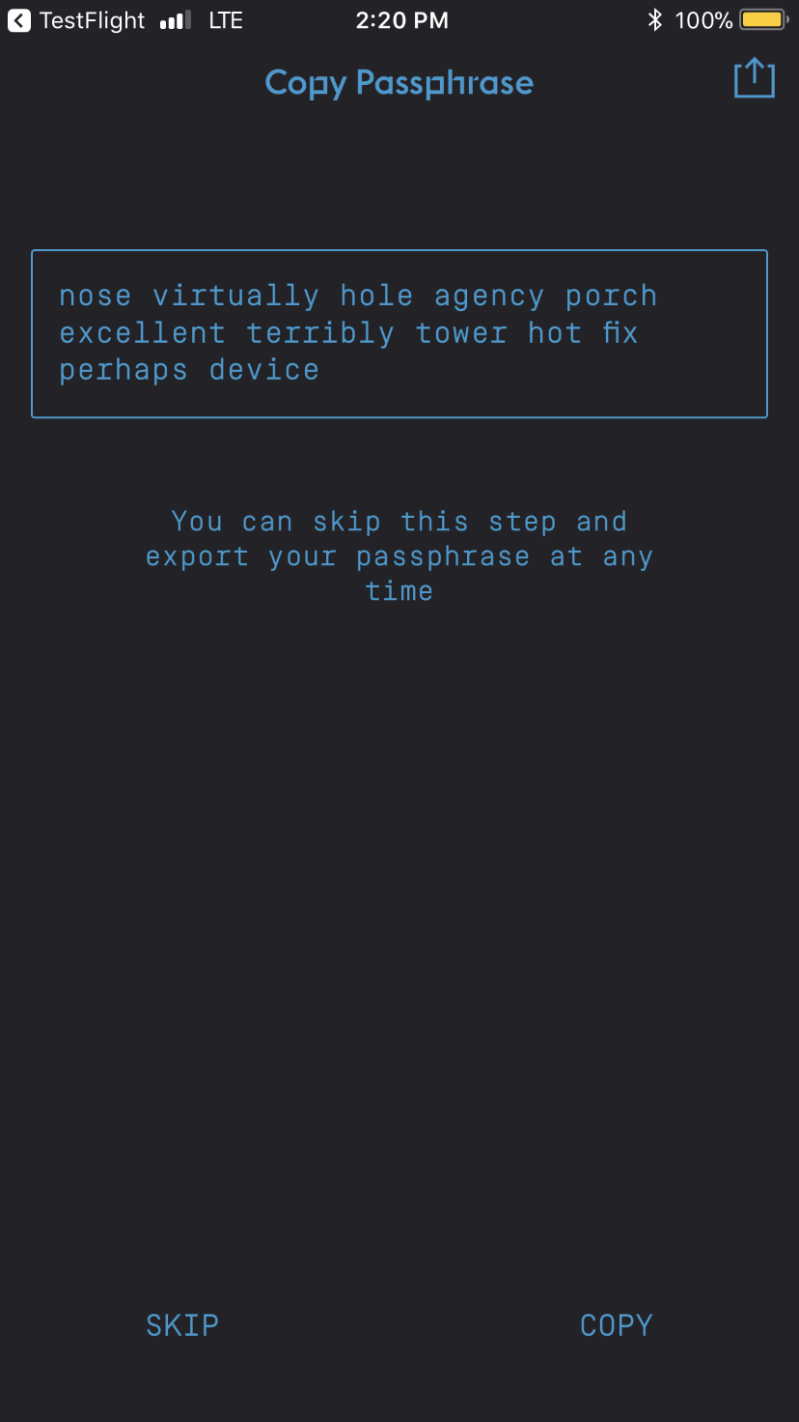 TestFlight LTE 2:20 PM 100%
Copy Passphrase
nose virtually hole agency porch
excellent terribly tower hot fix
perhaps device
You can skip this step and
export your passphrase at any
time
SKIP COPY